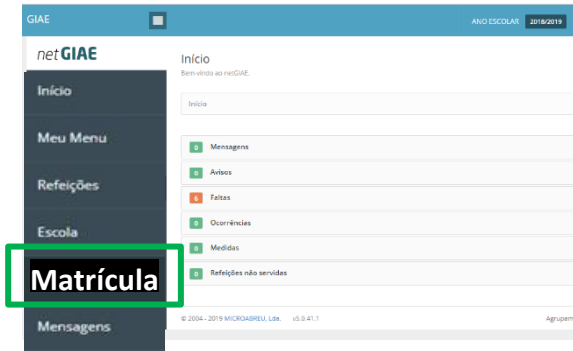 GIAE
ANO ESCOLAR 2018/2019
netGIAE
Início
Meu Menu
Refeições
Escola
Matrícula
Mensagens
Início
Bem-vindo ao netGIAE.
Início
0 Mensagens
0 Avisos
6 Faltas
0 Ocorrências
0 Medidas
0 Refeições não servidas
© 2004 - 2019 MICROABREU, Lda. v5.0.41.1
Agrupam